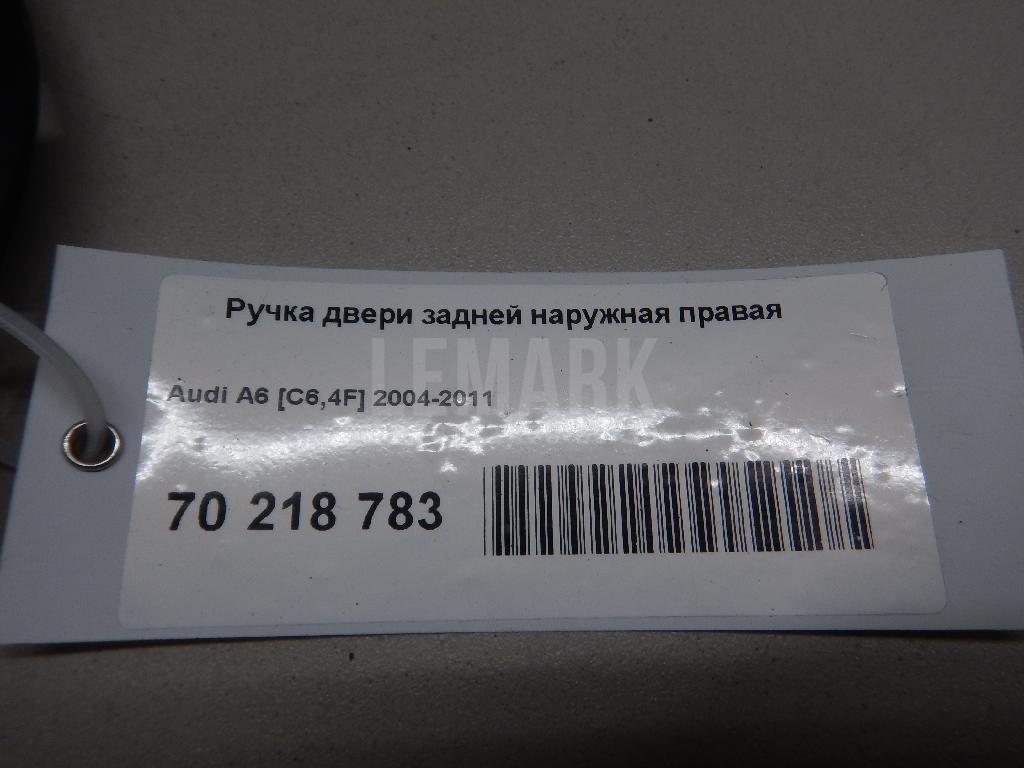 Ручка двери задней наружная правая
LEMARK
Audi A6 [C6,4F] 2004-2011
70 218 783